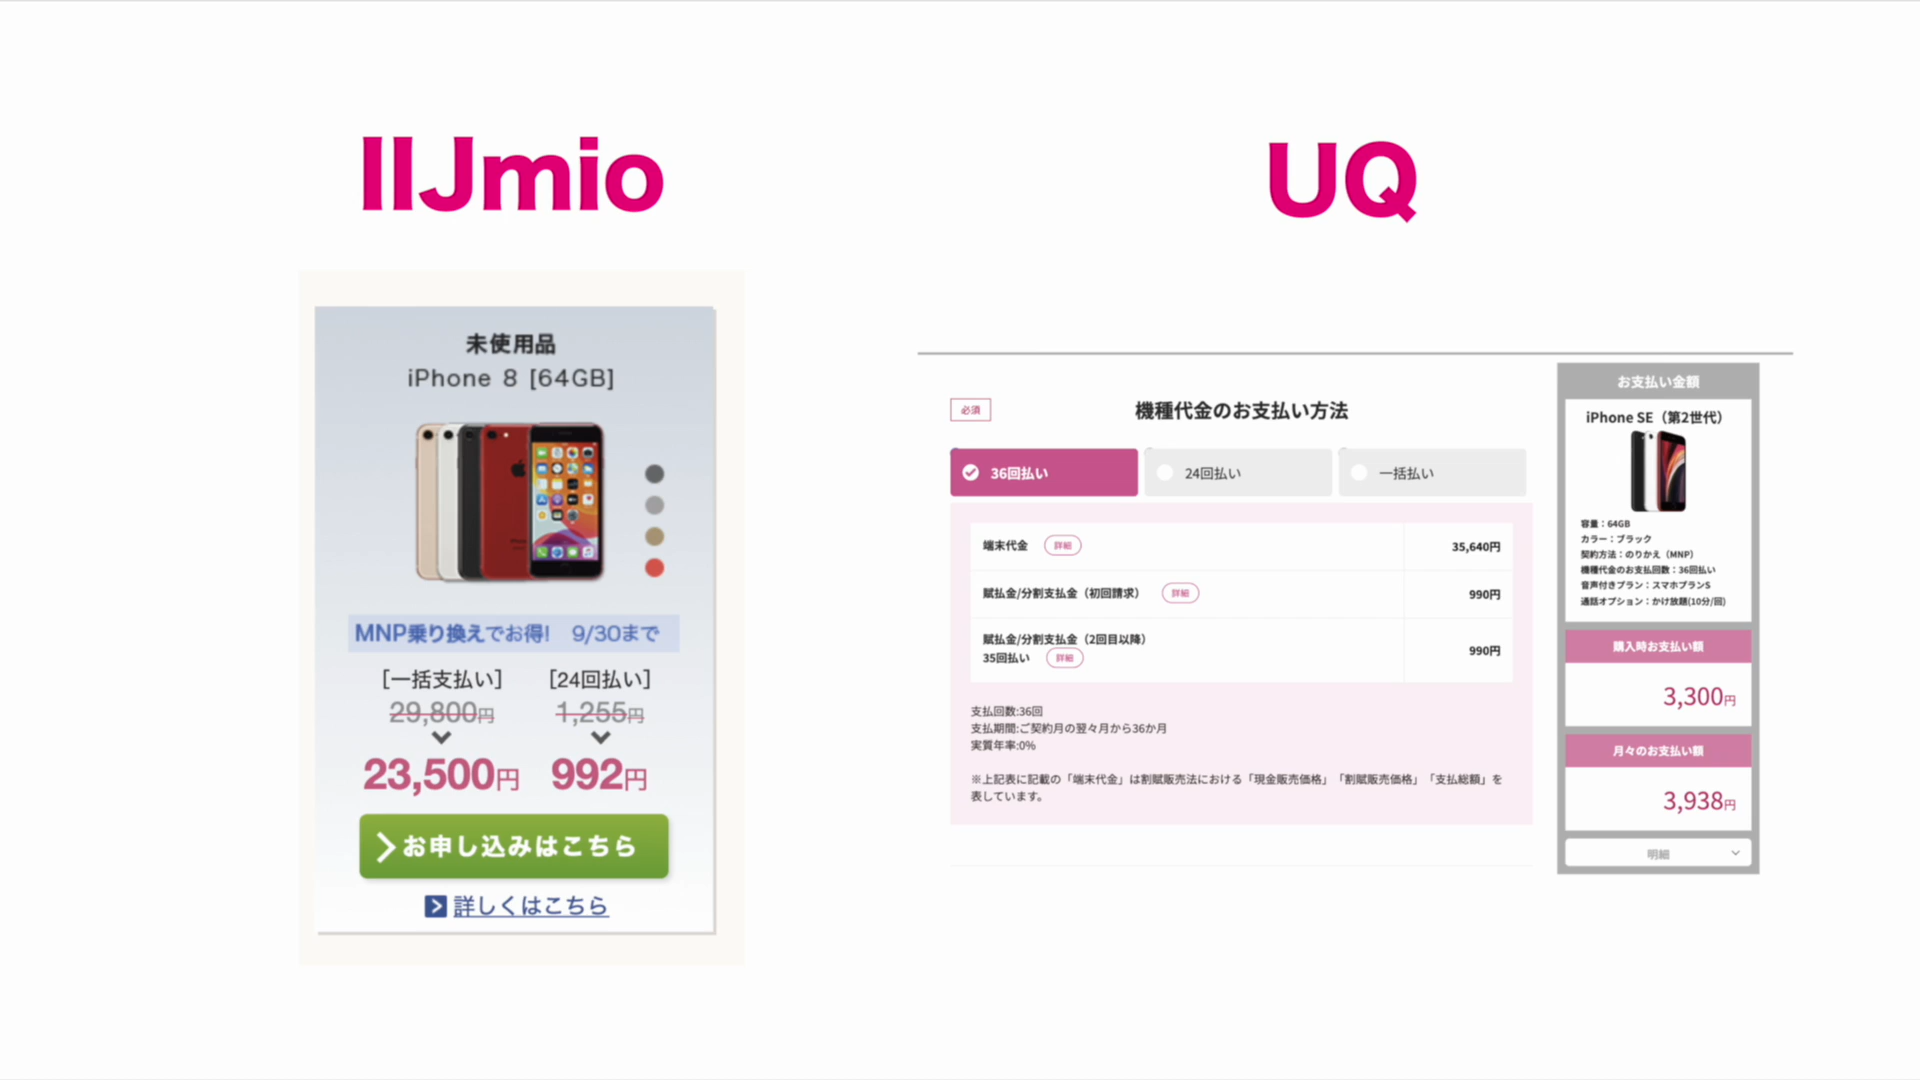 IIJmio
未使用品
iPhone 8 [64GB]
MNP乗り換えでお得! 9/30まで
[一括支払い] [24回払い]
29,800円 1,255円
23,500円 992円
お申し込みはこちら
詳しくはこちら
UQ
必須
機種代金のお支払い方法
36回払い
24回払い
一括払い
端末代金 詳細 35,640円
賦払金/分割支払金（初回請求） 詳細 990円
賦払金/分割支払金（2回目以降）
35回払い 詳細 990円
支払回数:36回
支払期間:ご契約月の翌々月から36か月
実質年率:0%
※上記表に記載の「端末代金」は割賦販売法における「現金販売価格」「割賦販売価格」「支払総額」を
表しています。
お支払い金額
iPhone SE（第2世代）
容量：64GB
カラー：ブラック
契約方法：のりかえ（MNP）
機種代金のお支払回数：36回払い
音声付きプラン：スマホプランS
通話オプション：かけ放題(10分/回)
購入時お支払い額
3,300円
月々のお支払い額
3,938円
明細